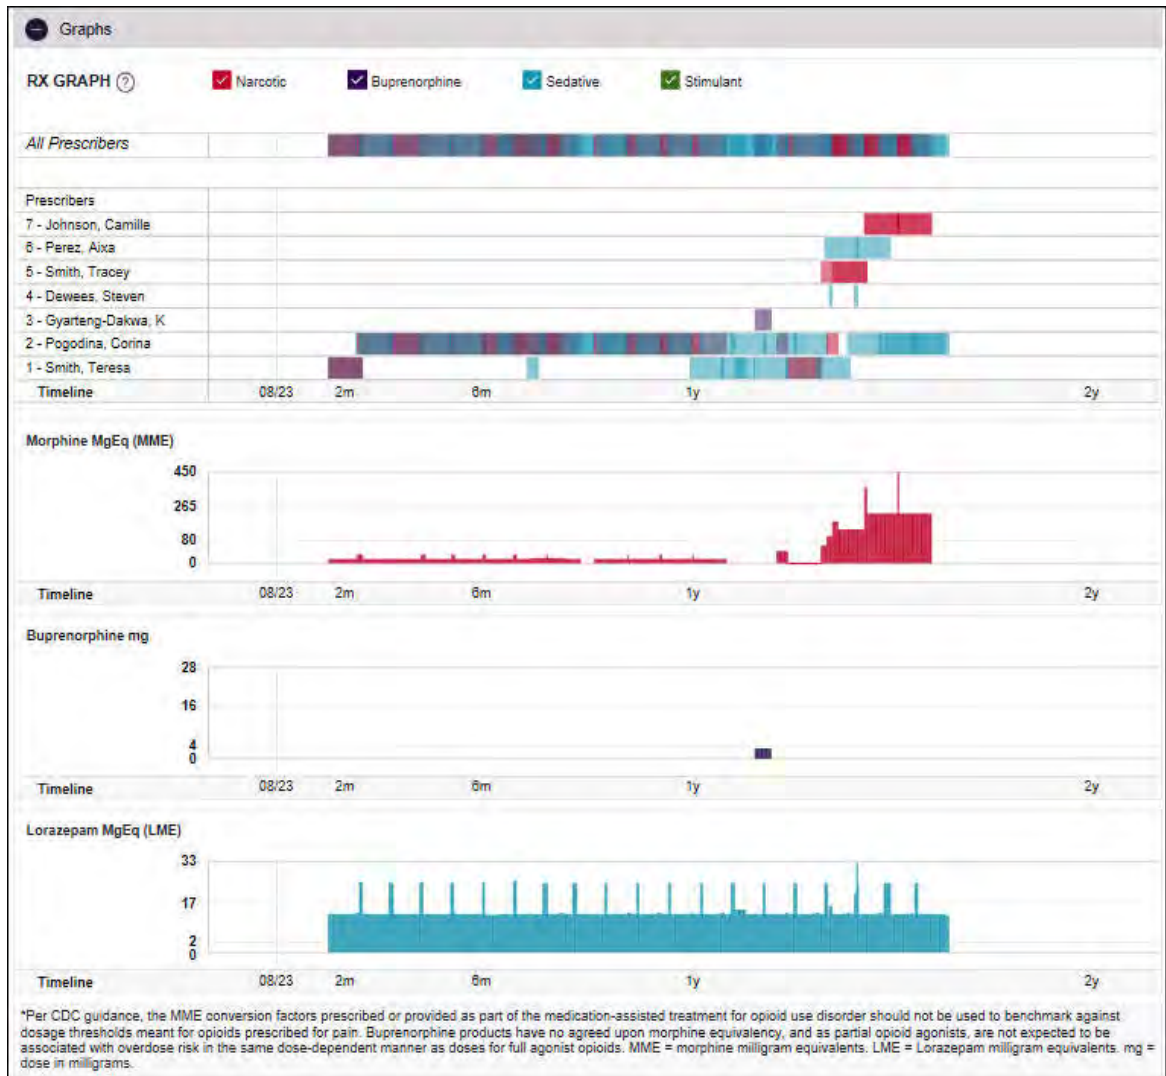 Graphs
RX GRAPH ? Narcotic Buprenorphine Sedative Stimulant
All Prescribers
Prescribers
7 - Johnson, Camille
6 - Perez, Aixa
5 - Smith, Tracey
4 - Dewees, Steven
3 - Gyarteng-Dakwa, K
2 - Pogodina, Corina
1 - Smith, Teresa
Timeline 08/23 2m 6m 1y 2y
Morphine MgEq (MME)
450
265
80
0
Timeline 08/23 2m 6m 1y 2y
Buprenorphine mg
28
16
4
0
Timeline 08/23 2m 6m 1y 2y
Lorazepam MgEq (LME)
33
17
2
0
Timeline 08/23 2m 6m 1y 2y
*Per CDC guidance, the MME conversion factors prescribed or provided as part of the medication-assisted treatment for opioid use disorder should not be used to benchmark against
dosage thresholds meant for opioids prescribed for pain. Buprenorphine products have no agreed upon morphine equivalency, and as partial opioid agonists, are not expected to be
associated with overdose risk in the same dose-dependent manner as doses for full agonist opioids. MME = morphine milligram equivalents. LME = Lorazepam milligram equivalents. mg =
dose in milligrams.